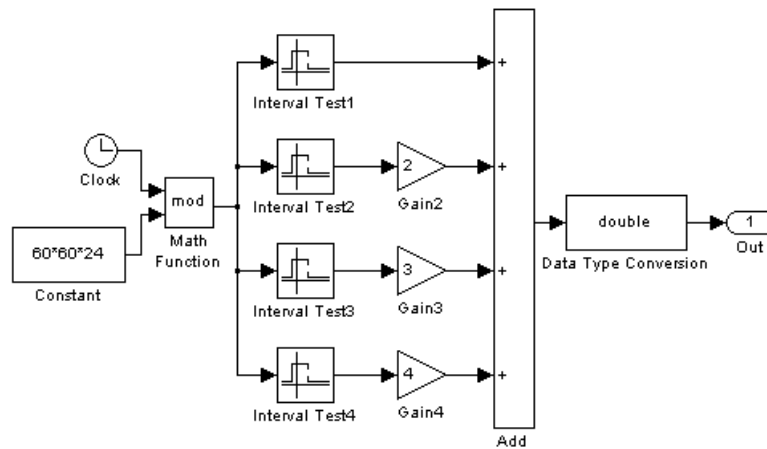 Interval Test1
+
Clock
mod
Math
Function
60*60*24
Constant
Interval Test2
2
Gain2
+
Interval Test3
3
Gain3
+
Interval Test4
4
Gain4
+
Add
double
Data Type Conversion
1
Out